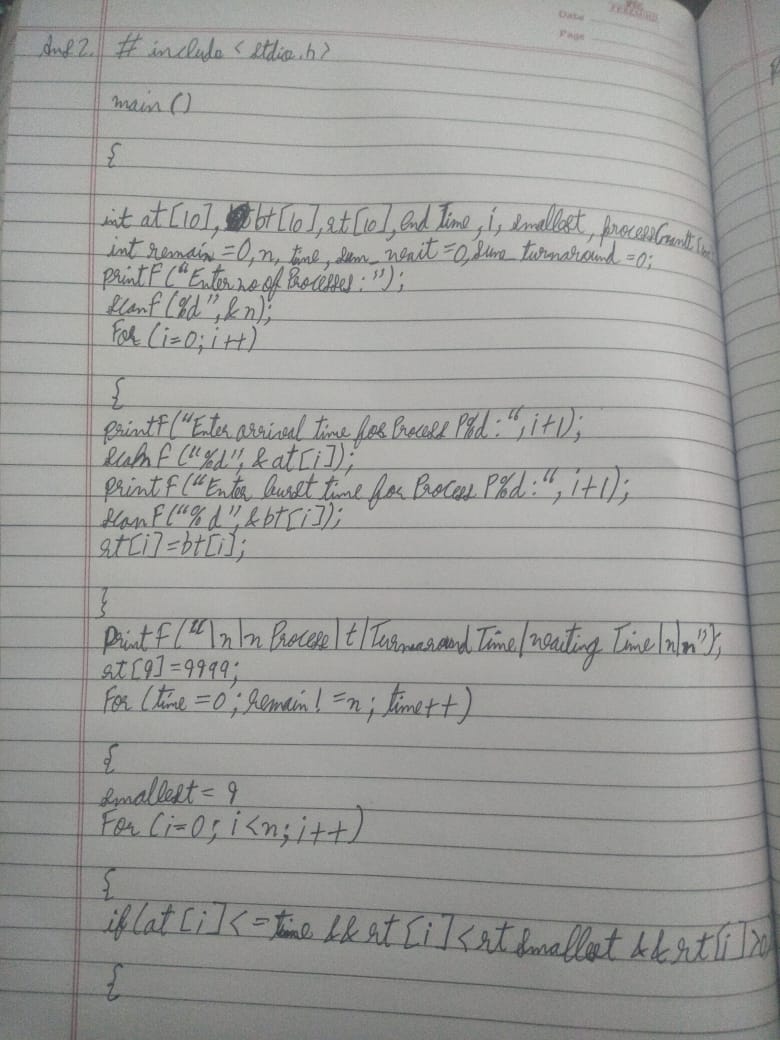 Date
Page
Ans 2. # include <stdio.h>
main ()
{
int at [10], bt [10], rt [10], end Time, i, smallest, processCount
int remain = 0, n, time, sum_wait = 0, sum_turnaround = 0;
printf ("Enter no of Processes : ");
scanf (%d", &n);
For (i=0; i++)
{
printf ("Enter arrival time for Process P%d : ", i+1);
scanf ("%d", & at [i]);
printf ("Enter burst time for Process P%d : ", i+1);
scanf ("%d", &bt [i]);
rt [i] = bt [i];
}
printf ("\n\n Process |t| Turnaround Time | waiting Time |n|n");
rt [9] = 9999;
For (time = 0; remain ! = n; time++)
{
smallest = 9
For (i=0; i<n; i++)
{
if (at [i] <= time && rt [i] < rt smallest && rt [i] >0
{